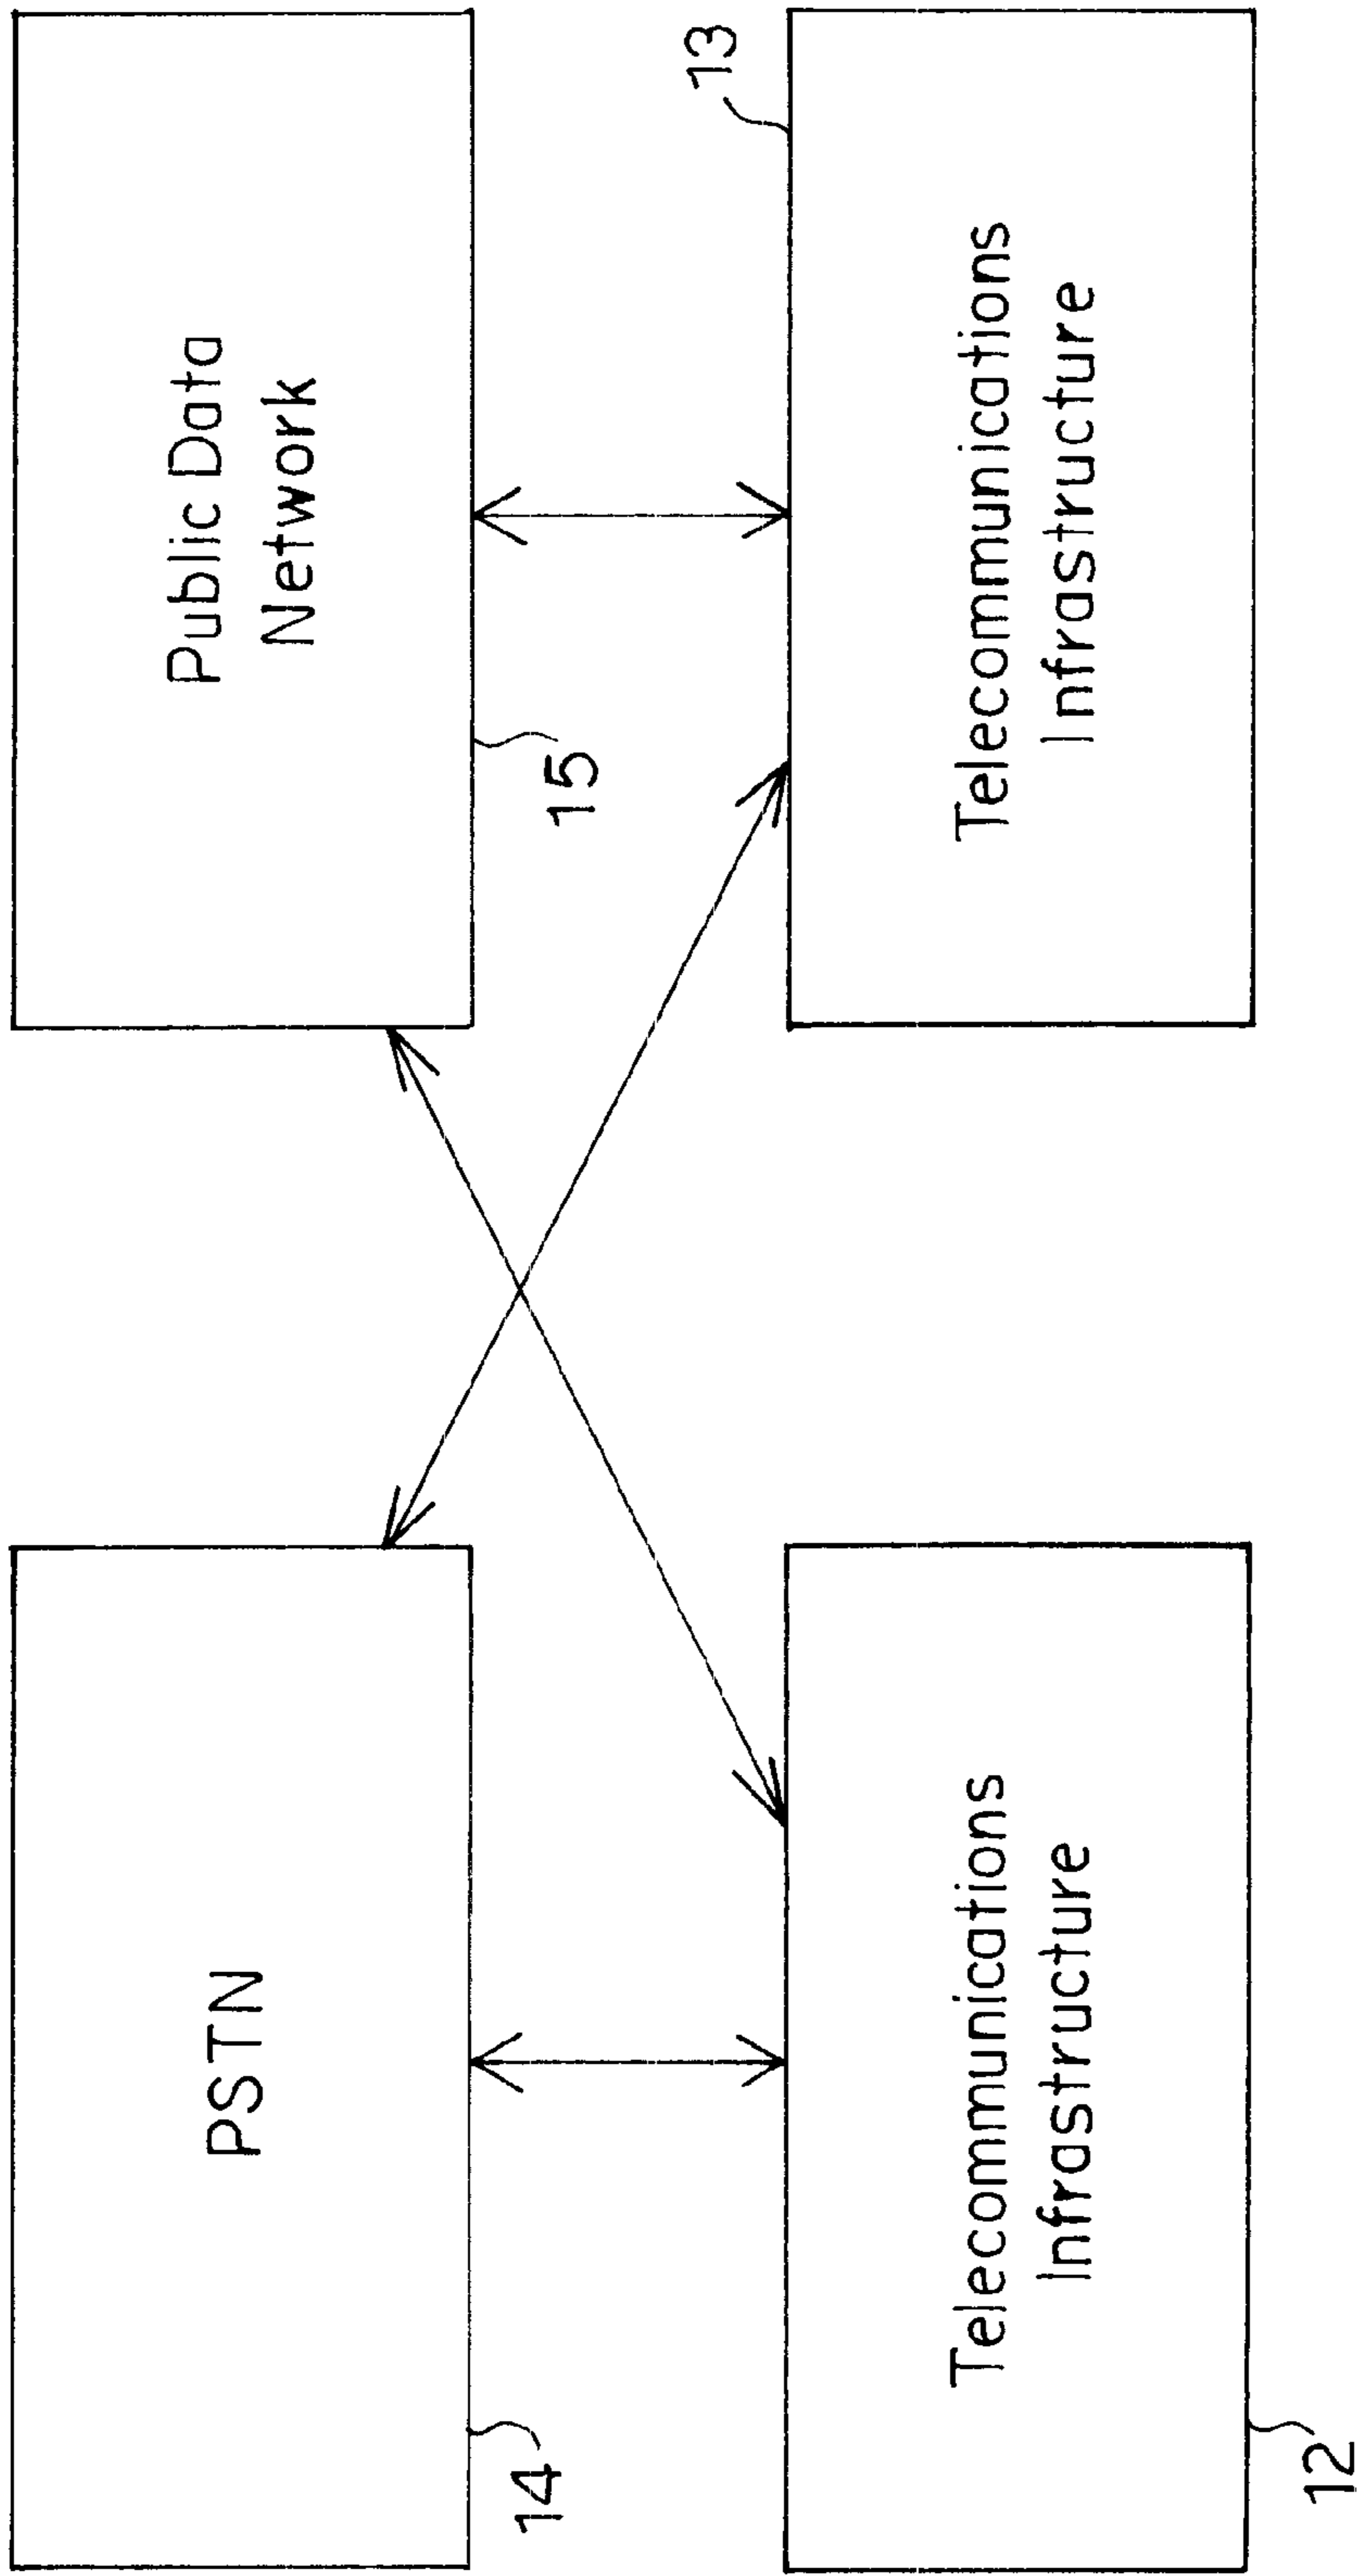 PSTN
14
Public Data
Network
15
Telecommunications
Infrastructure
12
Telecommunications
Infrastructure
13